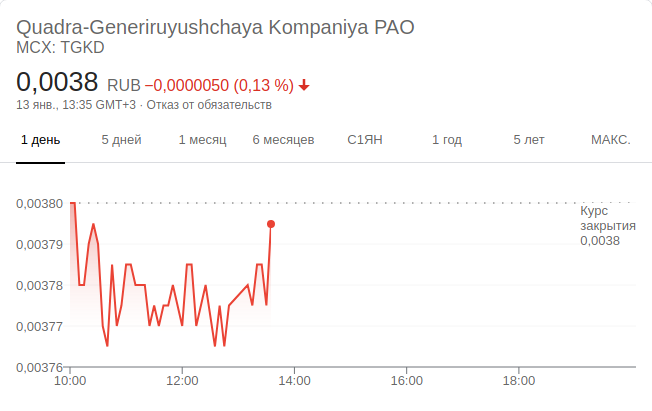 Quadra-Generiruyushchaya Kompaniya PAO
MCX: TGKD
0,0038 RUB −0,0000050 (0,13 %)
13 янв., 13:35 GMT+3 · Отказ от обязательств
1 день 5 дней 1 месяц 6 месяцев С1ЯН 1 год 5 лет МАКС.
0,00380
Курс
закрытия
0,0038
0,00379
0,00378
0,00377
0,00376
10:00 12:00 14:00 16:00 18:00